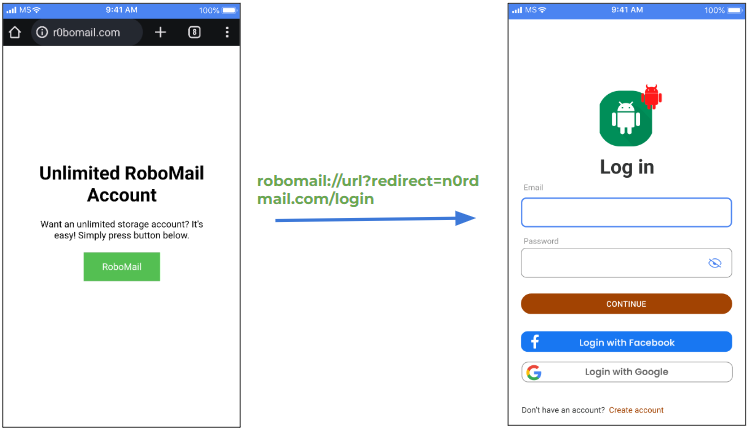 MS 9:41 AM 100%
r0bomail.com 8
Unlimited RoboMail
Account
Want an unlimited storage account? It's
easy! Simply press button below.
RoboMail
robomail://url?redirect=n0rd
mail.com/login
MS 9:41 AM 100%
Log in
Email
Password
CONTINUE
Login with Facebook
Login with Google
Don't have an account? Create account